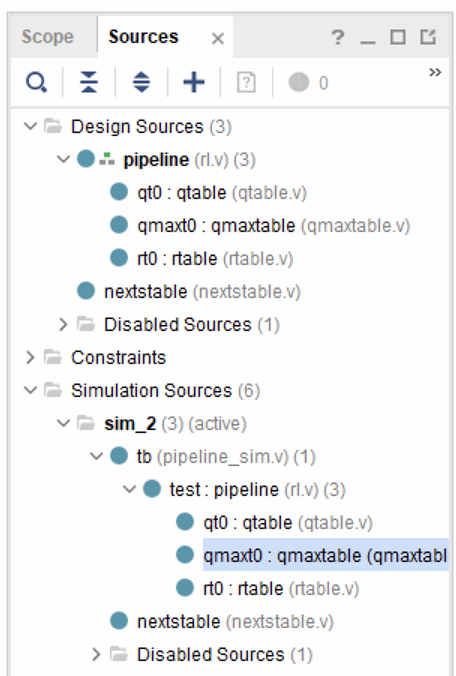 Scope Sources × ? _
0 »
Design Sources (3)
pipeline (rl.v) (3)
qt0 : qtable (qtable.v)
qmaxt0 : qmaxtable (qmaxtable.v)
rt0 : rtable (rtable.v)
nextstable (nextstable.v)
Disabled Sources (1)
Constraints
Simulation Sources (6)
sim_2 (3) (active)
tb (pipeline_sim.v) (1)
test : pipeline (rl.v) (3)
qt0 : qtable (qtable.v)
qmaxt0 : qmaxtable (qmaxtabl
rt0 : rtable (rtable.v)
nextstable (nextstable.v)
Disabled Sources (1)